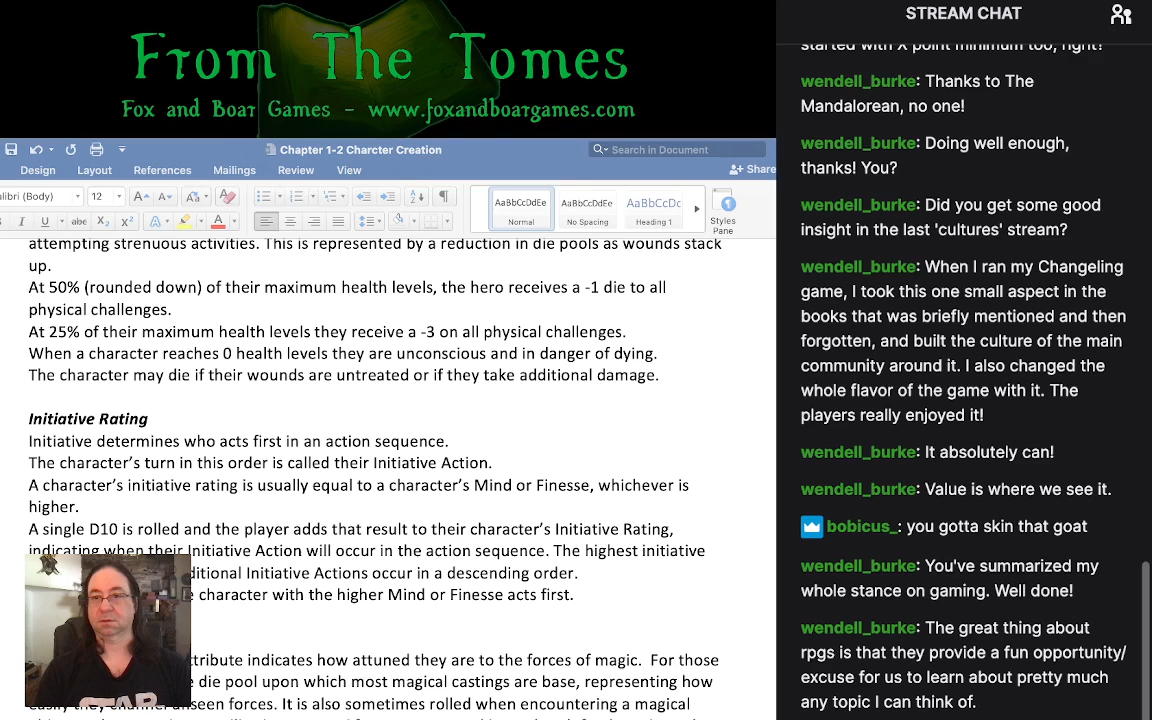 From The Tomes
Fox and Boat Games - www.foxandboatgames.com
Chapter 1-2 Charcter Creation
Search in Document
Design Layout References Mailings Review View
Share
(Body) 12
AaBbCcDdEe AaBbCcDdEe AaBbCcDc
Normal No Spacing Heading 1
Styles
Pane
attempting strenuous activities. This is represented by a reduction in die pools as wounds stack
up.
At 50% (rounded down) of their maximum health levels, the hero receives a -1 die to all
physical challenges.
At 25% of their maximum health levels they receive a -3 on all physical challenges.
When a character reaches 0 health levels they are unconscious and in danger of dying.
The character may die if their wounds are untreated or if they take additional damage.
Initiative Rating
Initiative determines who acts first in an action sequence.
The character’s turn in this order is called their Initiative Action.
A character’s initiative rating is usually equal to a character’s Mind or Finesse, whichever is
higher.
A single D10 is rolled and the player adds that result to their character’s Initiative Rating,
indicating when their Initiative Action will occur in the action sequence. The highest initiative
Initiative Actions occur in a descending order.
character with the higher Mind or Finesse acts first.
indicates how attuned they are to the forces of magic. For those
die pool upon which most magical castings are base, representing how
unseen forces. It is also sometimes rolled when encountering a magical
STREAM CHAT
started with X point minimum too, right?
wendell_burke: Thanks to The
Mandalorean, no one!
wendell_burke: Doing well enough,
thanks! You?
wendell_burke: Did you get some good
insight in the last 'cultures' stream?
wendell_burke: When I ran my Changeling
game, I took this one small aspect in the
books that was briefly mentioned and then
forgotten, and built the culture of the main
community around it. I also changed the
whole flavor of the game with it. The
players really enjoyed it!
wendell_burke: It absolutely can!
wendell_burke: Value is where we see it.
bobicus_: you gotta skin that goat
wendell_burke: You've summarized my
whole stance on gaming. Well done!
wendell_burke: The great thing about
rpgs is that they provide a fun opportunity/
excuse for us to learn about pretty much
any topic I can think of.